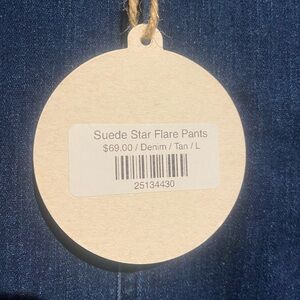 Suede Star Flare Pants
$69.00 / Denim / Tan / L
25134430